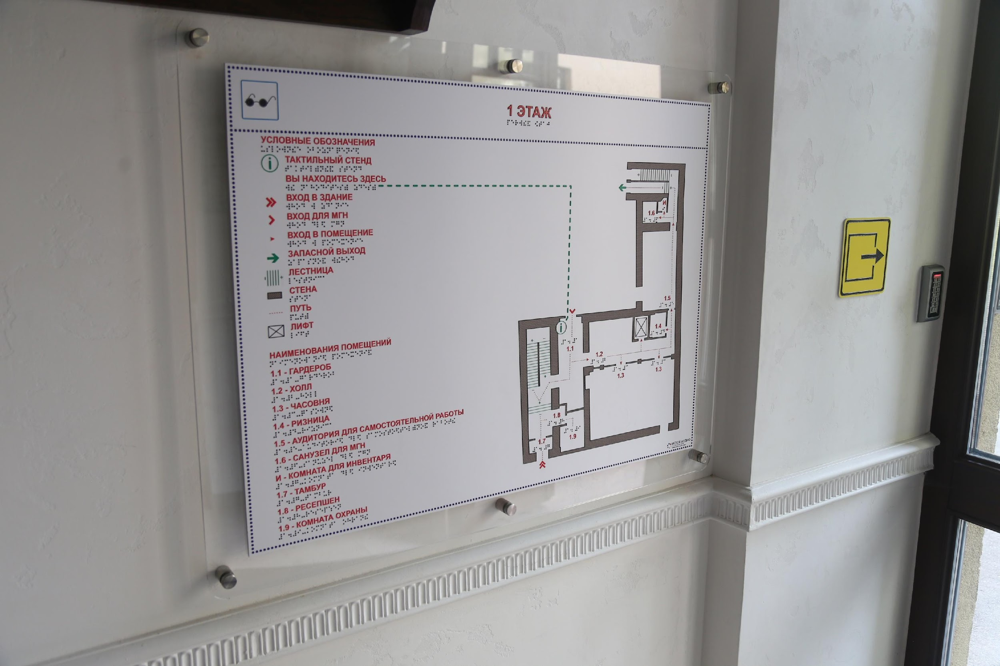 1 ЭТАЖ
УСЛОВНЫЕ ОБОЗНАЧЕНИЯ
ТАКТИЛЬНЫЙ СТЕНД
ВЫ НАХОДИТЕСЬ ЗДЕСЬ
ВХОД В ЗДАНИЕ
ВХОД ДЛЯ МГН
ВХОД В ПОМЕЩЕНИЕ
ЗАПАСНОЙ ВЫХОД
ЛЕСТНИЦА
СТЕНА
ПУТЬ
ЛИФТ
НАИМЕНОВАНИЯ ПОМЕЩЕНИЙ
1.1 - ГАРДЕРОБ
1.2 - ХОЛЛ
1.3 - ЧАСОВНЯ
1.4 - РИЗНИЦА
1.5 - АУДИТОРИЯ ДЛЯ САМОСТОЯТЕЛЬНОЙ РАБОТЫ
1.6 - САНУЗЕЛ ДЛЯ МГН
И - КОМНАТА ДЛЯ ИНВЕНТАРЯ
1.7 - ТАМБУР
1.8 - РЕСЕПШЕН
1.9 - КОМНАТА ОХРАНЫ
И
1.6
1.5
1.4
1.1
1.2
1.3
1.3
1.8
1.9
1.7
ИСТОК-АУДИО